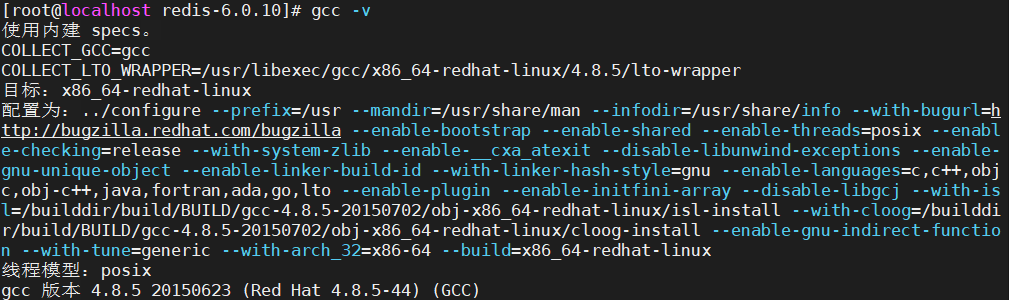 [root@localhost redis-6.0.10]# gcc -v
使用内建 specs。
COLLECT_GCC=gcc
COLLECT_LTO_WRAPPER=/usr/libexec/gcc/x86_64-redhat-linux/4.8.5/lto-wrapper
目标：x86_64-redhat-linux
配置为：../configure --prefix=/usr --mandir=/usr/share/man --infodir=/usr/share/info --with-bugurl=h
ttp://bugzilla.redhat.com/bugzilla --enable-bootstrap --enable-shared --enable-threads=posix --enabl
e-checking=release --with-system-zlib --enable-__cxa_atexit --disable-libunwind-exceptions --enable-
gnu-unique-object --enable-linker-build-id --with-linker-hash-style=gnu --enable-languages=c,c++,obj
c,obj-c++,java,fortran,ada,go,lto --enable-plugin --enable-initfini-array --disable-libgcj --with-is
l=/builddir/build/BUILD/gcc-4.8.5-20150702/obj-x86_64-redhat-linux/isl-install --with-cloog=/builddi
r/build/BUILD/gcc-4.8.5-20150702/obj-x86_64-redhat-linux/cloog-install --enable-gnu-indirect-functio
n --with-tune=generic --with-arch_32=x86-64 --build=x86_64-redhat-linux
线程模型：posix
gcc 版本 4.8.5 20150623 (Red Hat 4.8.5-44) (GCC)